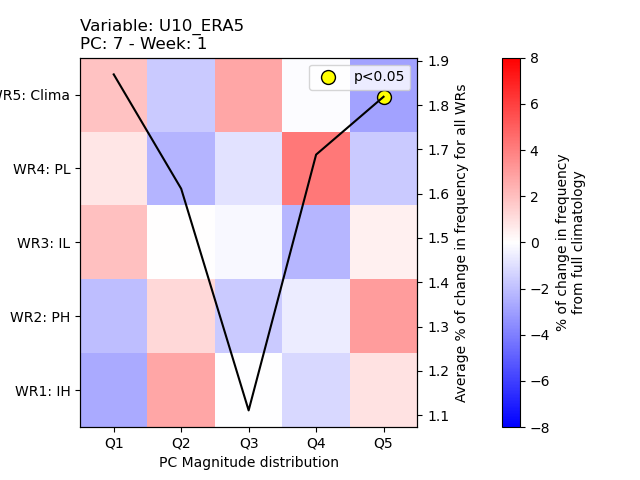 Variable: U10_ERA5
PC: 7 - Week: 1
p<0.05
WR5: Clima
WR4: PL
WR3: IL
WR2: PH
WR1: IH
Q1 Q2 Q3 Q4 Q5
PC Magnitude distribution
1.9
1.8
1.7
1.6
1.5
1.4
1.3
1.2
1.1
Average % of change in frequency for all WRs
8
6
4
2
0
−2
−4
−6
−8
% of change in frequency
from full climatology